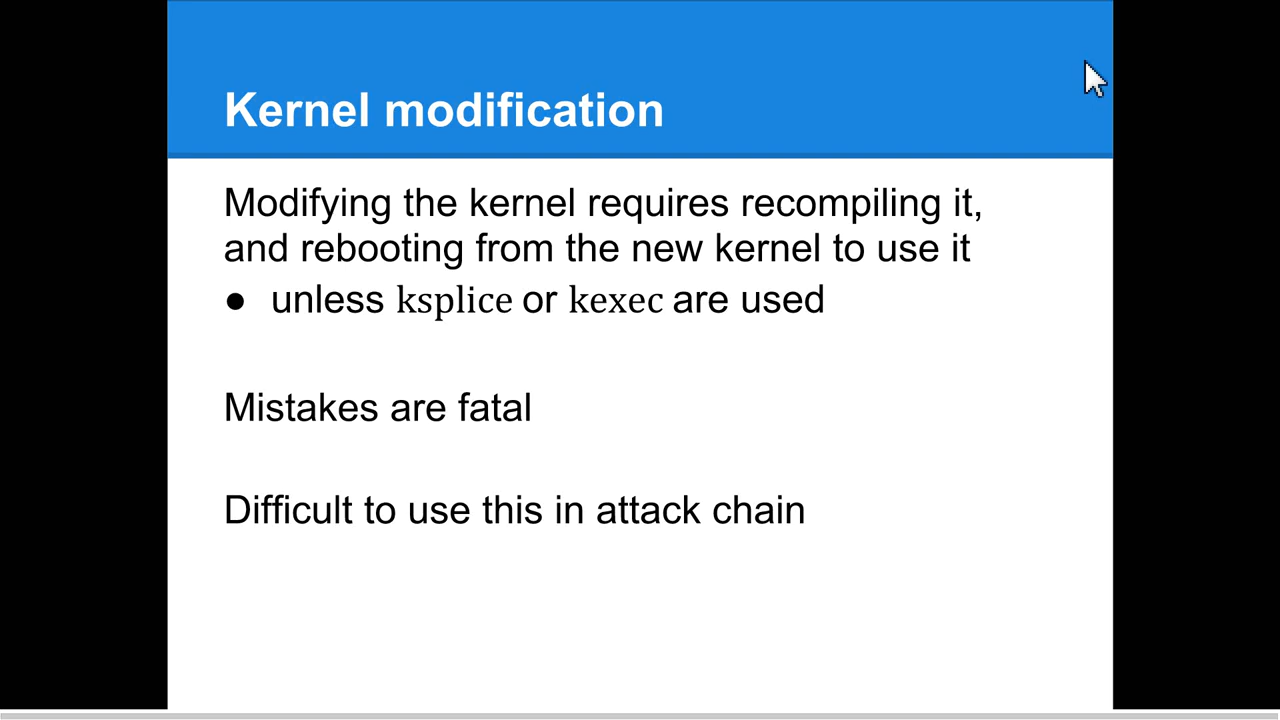 Kernel modification
Modifying the kernel requires recompiling it,
and rebooting from the new kernel to use it
● unless ksplice or kexec are used
Mistakes are fatal
Difficult to use this in attack chain